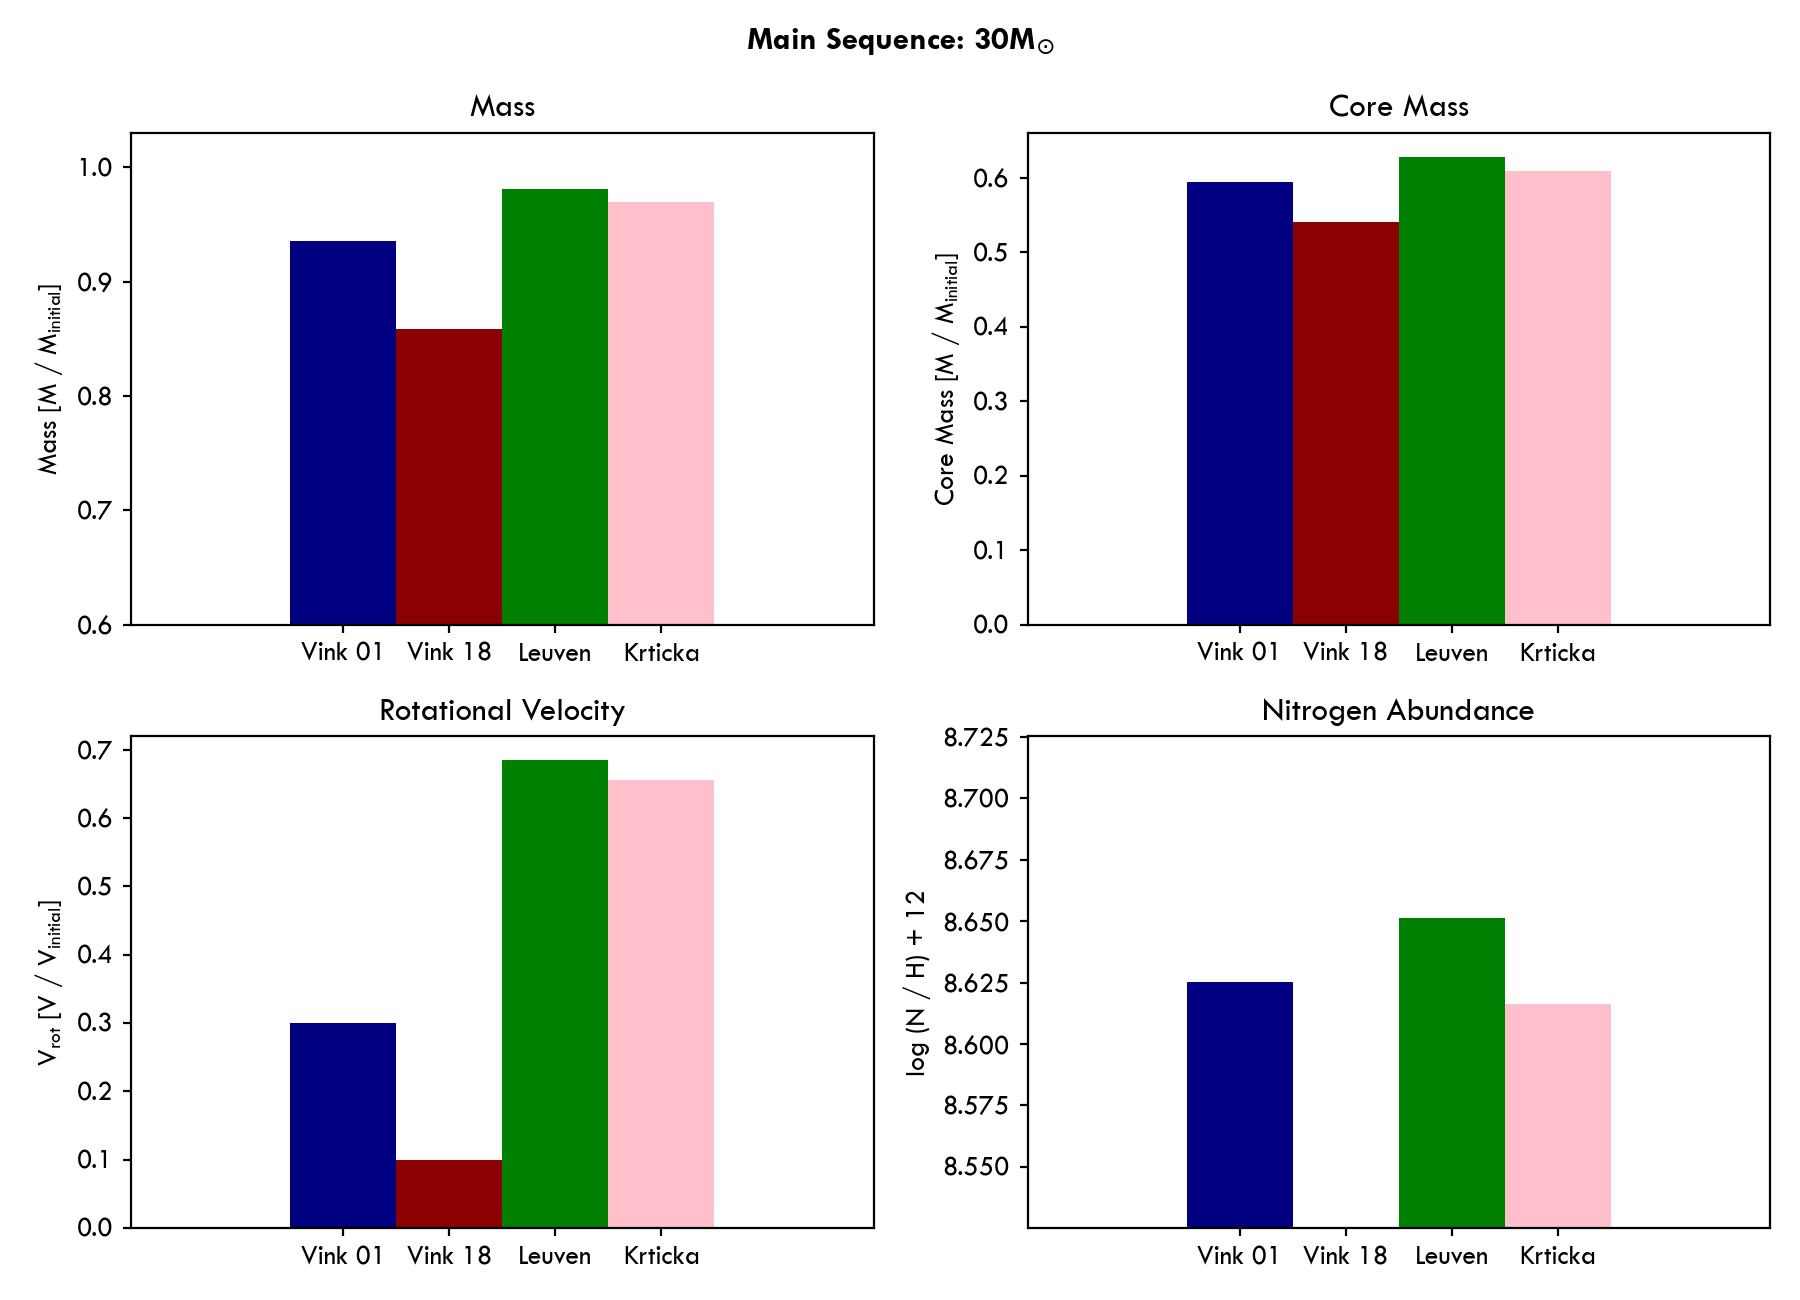 Main Sequence: 30M☉
Mass
Mass [M / Minitial]
1.0
0.9
0.8
0.7
0.6
Vink 01 Vink 18 Leuven Krticka
Core Mass
Core Mass [M / Minitial]
0.6
0.5
0.4
0.3
0.2
0.1
0.0
Vink 01 Vink 18 Leuven Krticka
Rotational Velocity
Vrot [V / Vinitial]
0.7
0.6
0.5
0.4
0.3
0.2
0.1
0.0
Vink 01 Vink 18 Leuven Krticka
Nitrogen Abundance
log (N / H) + 12
8.725
8.700
8.675
8.650
8.625
8.600
8.575
8.550
Vink 01 Vink 18 Leuven Krticka